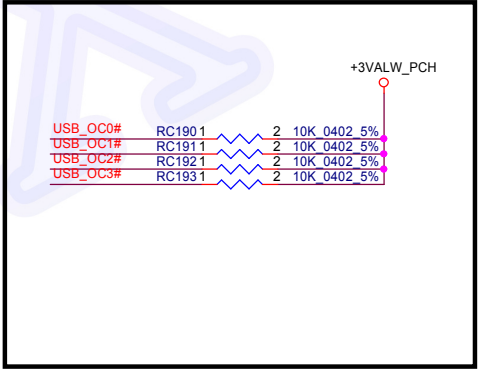 +3VALW_PCH
USB_OC0# RC190 1 2 10K_0402_5%
USB_OC1# RC191 1 2 10K_0402_5%
USB_OC2# RC192 1 2 10K_0402_5%
USB_OC3# RC193 1 2 10K_0402_5%